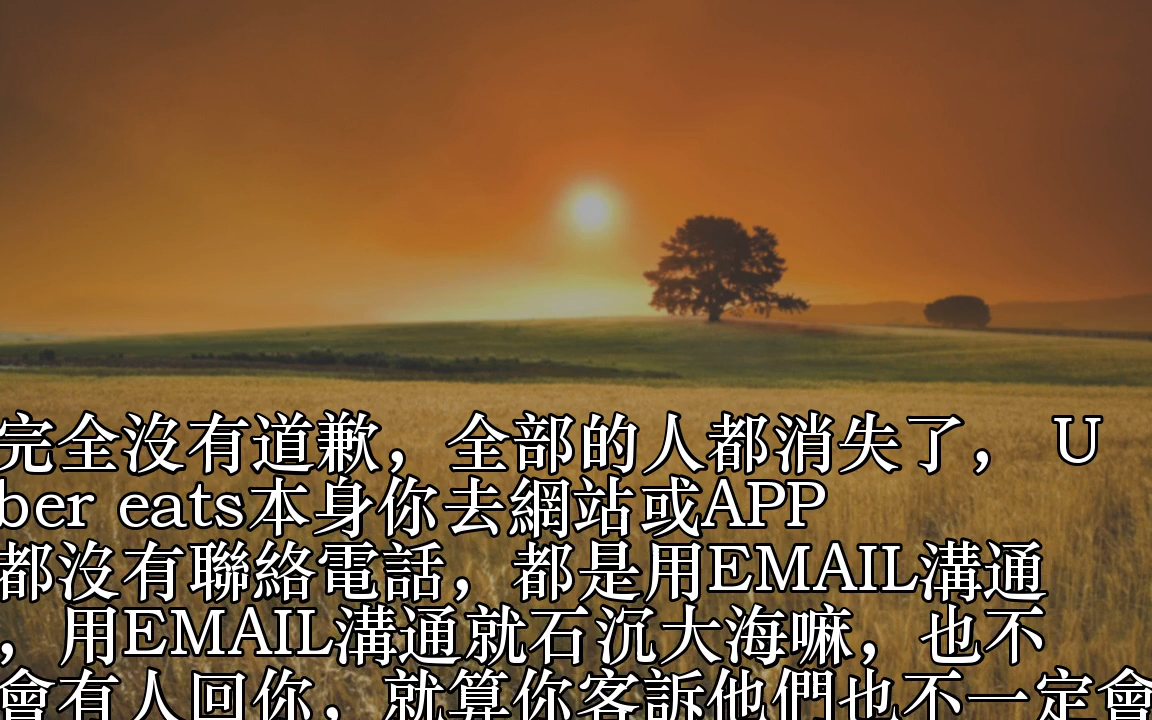 完全沒有道歉，全部的人都消失了， U
ber eats本身你去網站或APP
都沒有聯絡電話，都是用EMAIL溝通
，用EMAIL溝通就石沉大海嘛，也不
會有人回你，就算你客訴他們也不一定會